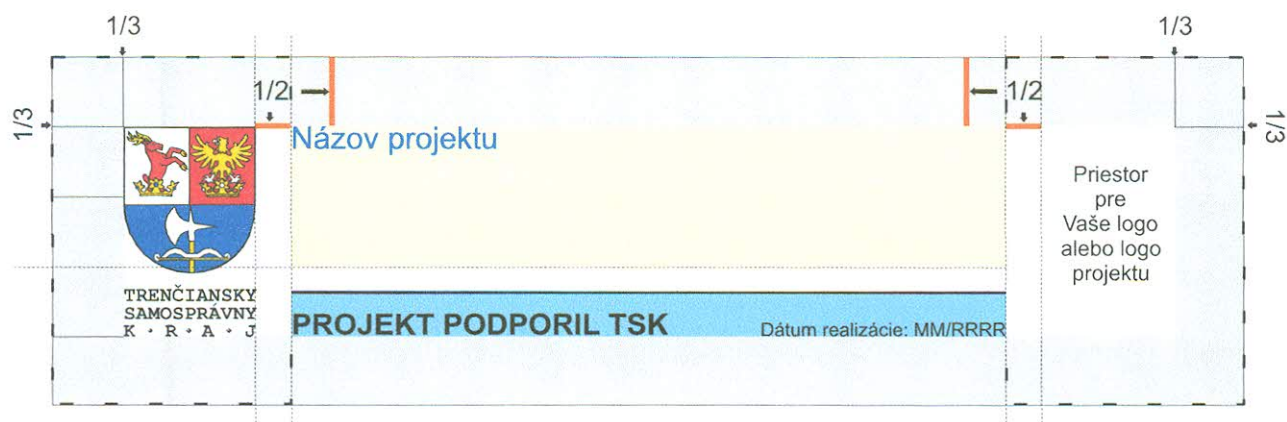 1/3
1/3
1/2
1/2
1/3
1/3
Názov projektu
Priestor
pre
Vaše logo
alebo logo
projektu
TRENČIANSKY
SAMOSPRÁVNY
K · R · A · J
PROJEKT PODPORIL TSK
Dátum realizácie: MM/RRRR